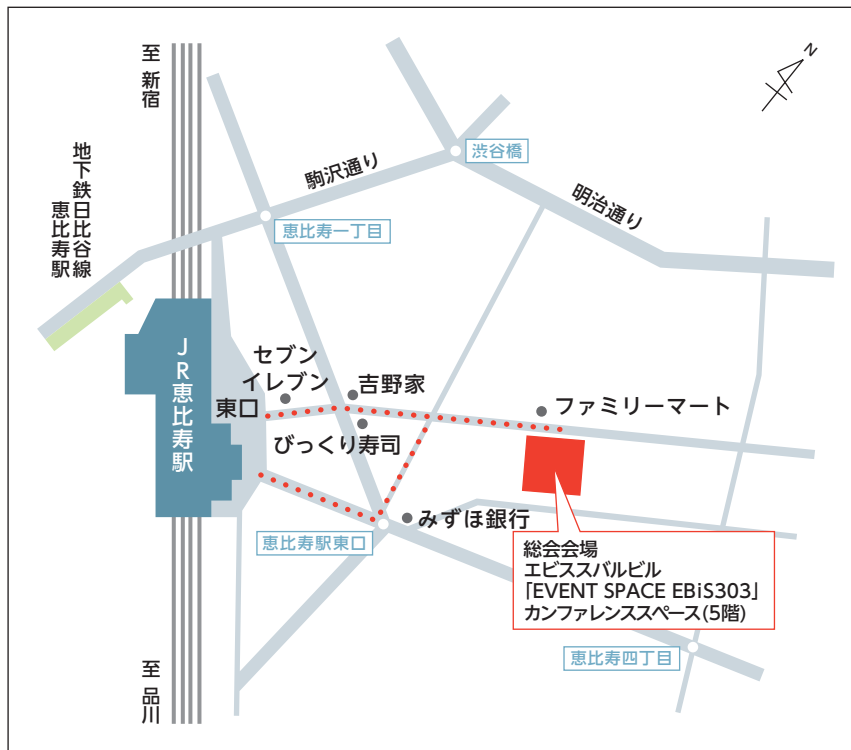 至 新宿
N
渋谷橋
駒沢通り
明治通り
地下鉄日比谷線
恵比寿駅
恵比寿一丁目
JR恵比寿駅
セブン
イレブン
吉野家
東口
ファミリーマート
びっくり寿司
みずほ銀行
恵比寿駅東口
総会会場
エビススバルビル
「EVENT SPACE EBiS303」
カンファレンススペース(5階)
恵比寿四丁目
至 品川